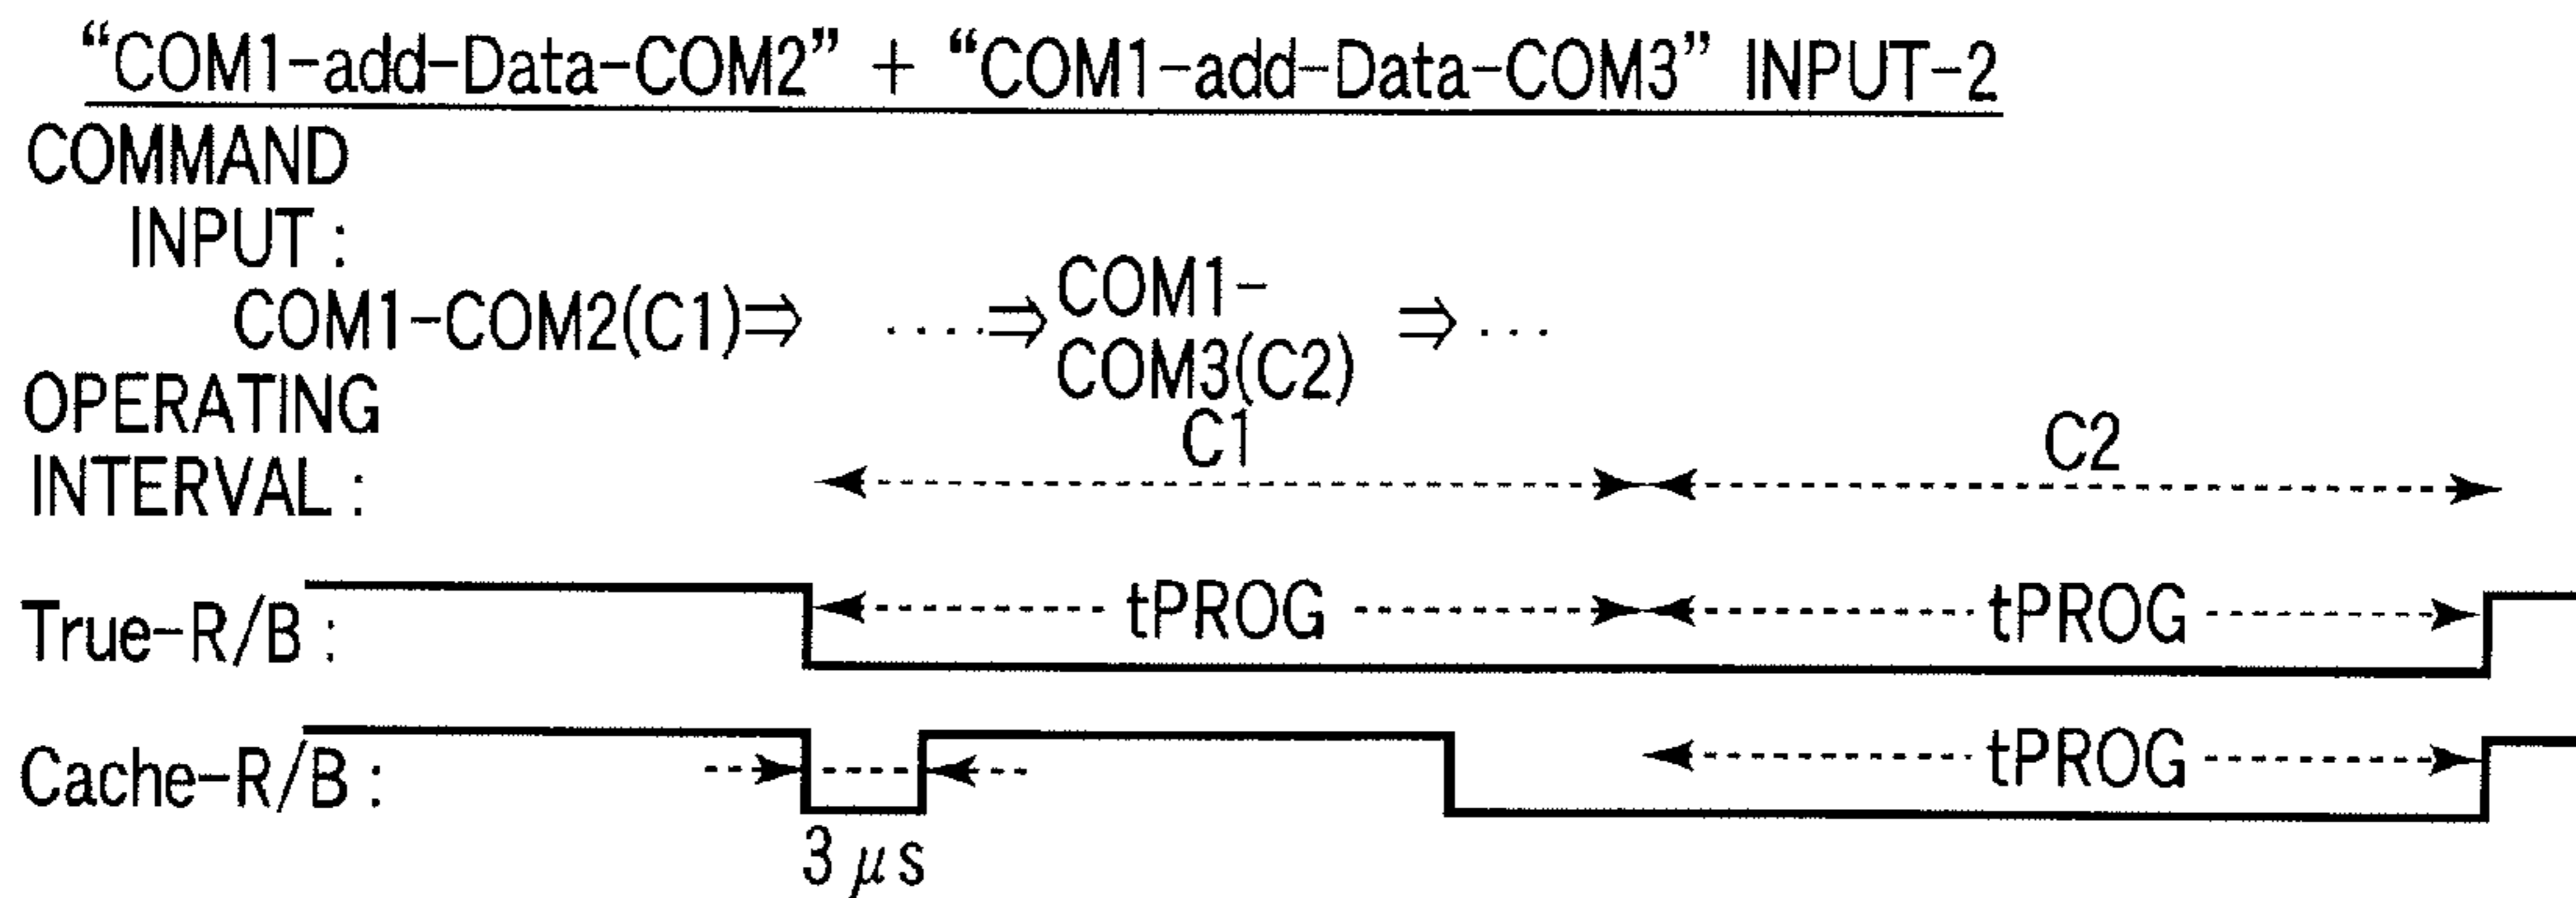 “COM1-add-Data-COM2” + “COM1-add-Data-COM3” INPUT-2
COMMAND
INPUT :
COM1-COM2(C1)⇒ ....⇒ COM1- ⇒ ...
COM3(C2)
OPERATING
INTERVAL :
C1 C2
True-R/B : tPROG tPROG
Cache-R/B : tPROG
3 μs